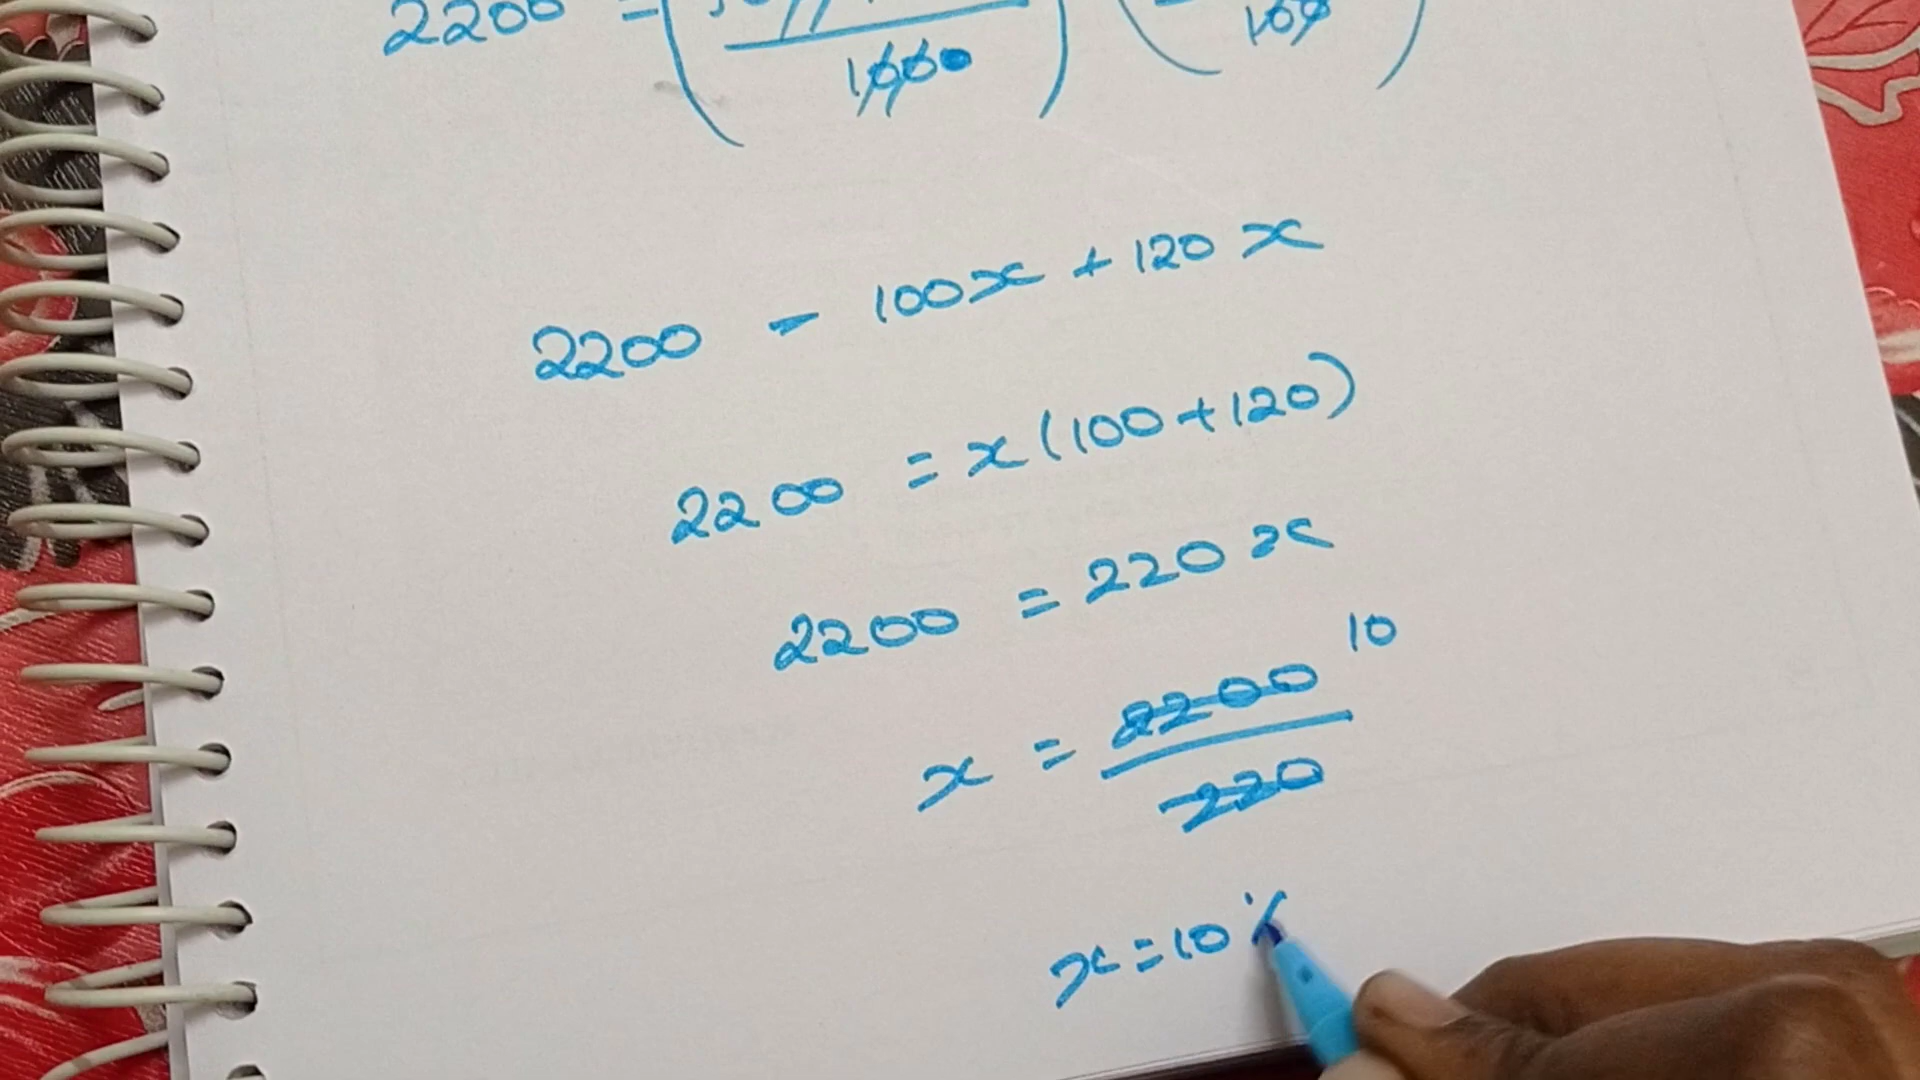 2200 = ( / 1000 ) ( / 100 )
2200 - 100x + 120x
2200 = x(100+120)
2200 = 220x
10
x = 2200/220
x = 10%